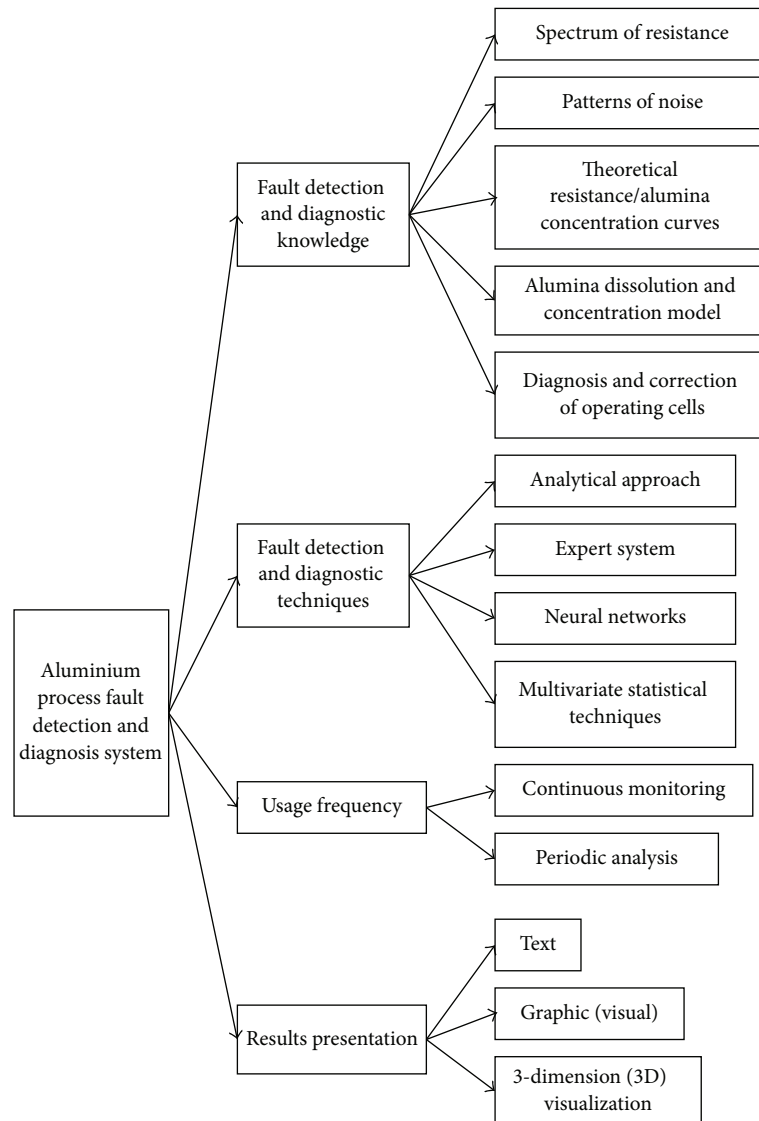 Aluminium
process fault
detection and
diagnosis system
Fault detection
and diagnostic
knowledge
Spectrum of resistance
Patterns of noise
Theoretical
resistance/alumina
concentration curves
Alumina dissolution and
concentration model
Diagnosis and correction
of operating cells
Fault detection
and diagnostic
techniques
Analytical approach
Expert system
Neural networks
Multivariate statistical
techniques
Usage frequency
Continuous monitoring
Periodic analysis
Results presentation
Text
Graphic (visual)
3-dimension (3D)
visualization